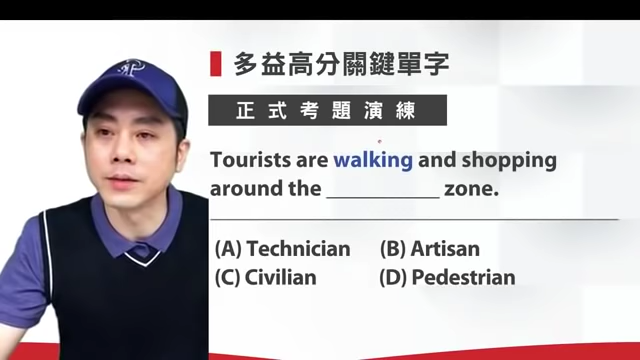 多益高分關鍵單字
正式考題演練
Tourists are walking and shopping
around the __________ zone.
(A) Technician (B) Artisan
(C) Civilian (D) Pedestrian